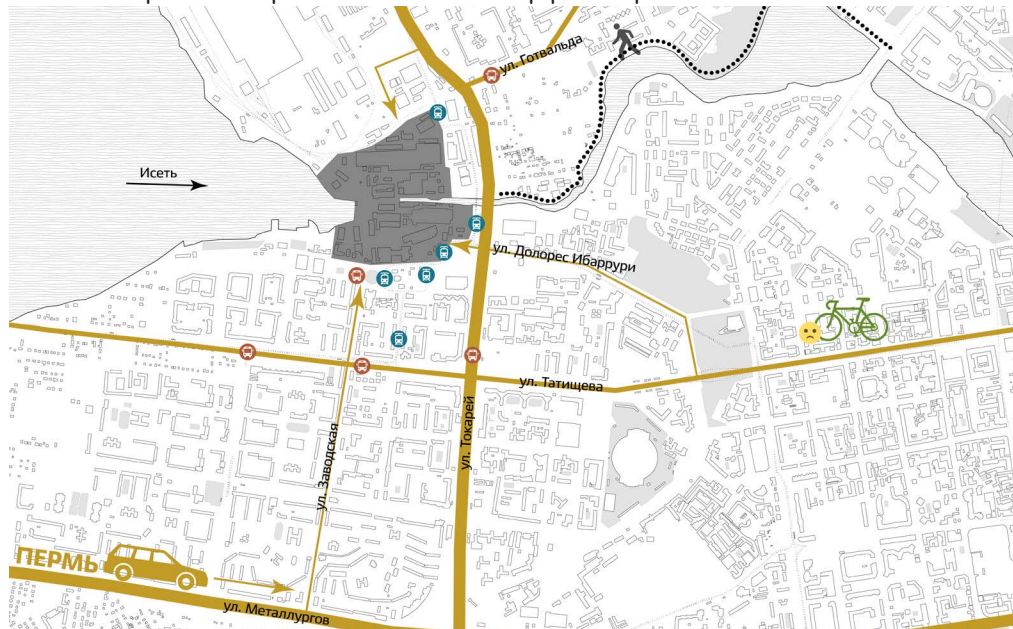 ул. Готвальда
Исеть
ул. Долорес Ибаррури
ул. Татищева
ул. Токарей
ул. Заводская
ПЕРМЬ
ул. Металлургов